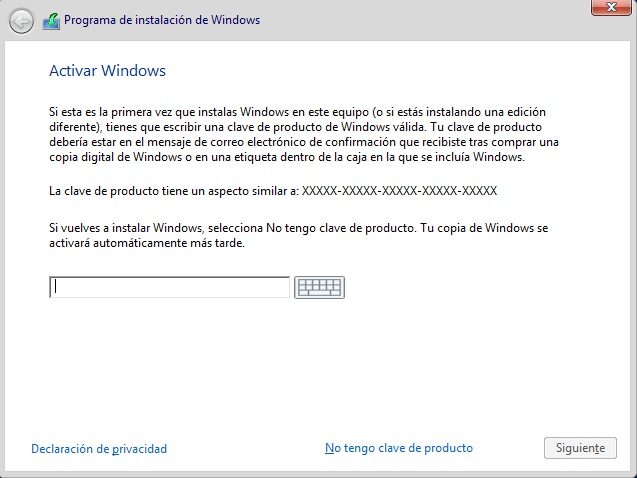 Programa de instalación de Windows
Activar Windows
Si esta es la primera vez que instalas Windows en este equipo (o si estás instalando una edición
diferente), tienes que escribir una clave de producto de Windows válida. Tu clave de producto
debería estar en el mensaje de correo electrónico de confirmación que recibiste tras comprar una
copia digital de Windows o en una etiqueta dentro de la caja en la que se incluía Windows.
La clave de producto tiene un aspecto similar a: XXXXX-XXXXX-XXXXX-XXXXX-XXXXX
Si vuelves a instalar Windows, selecciona No tengo clave de producto. Tu copia de Windows se
activará automáticamente más tarde.
Declaración de privacidad
No tengo clave de producto
Siguiente